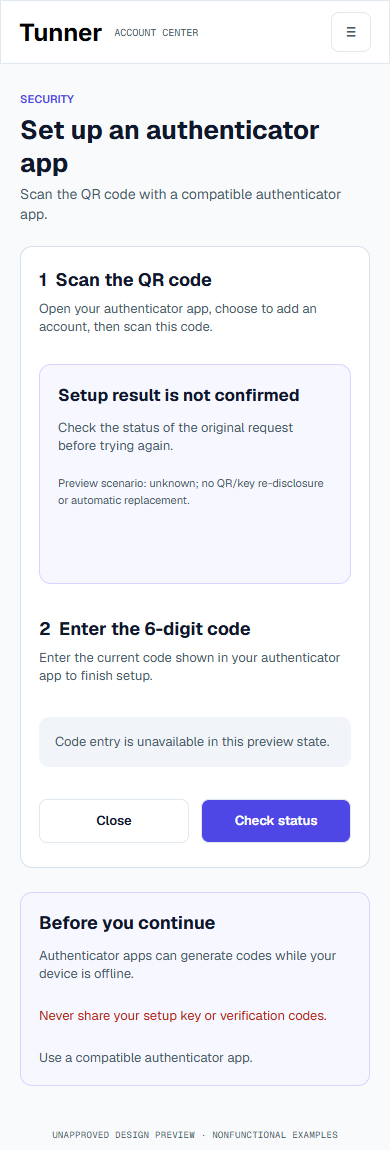 Tunner ACCOUNT CENTER
☰
SECURITY
Set up an authenticator
app
Scan the QR code with a compatible authenticator
app.
1 Scan the QR code
Open your authenticator app, choose to add an
account, then scan this code.
Setup result is not confirmed
Check the status of the original request
before trying again.
Preview scenario: unknown; no QR/key re-disclosure
or automatic replacement.
2 Enter the 6-digit code
Enter the current code shown in your authenticator
app to finish setup.
Code entry is unavailable in this preview state.
Close Check status
Before you continue
Authenticator apps can generate codes while your
device is offline.
Never share your setup key or verification codes.
Use a compatible authenticator app.
UNAPPROVED DESIGN PREVIEW · NONFUNCTIONAL EXAMPLES